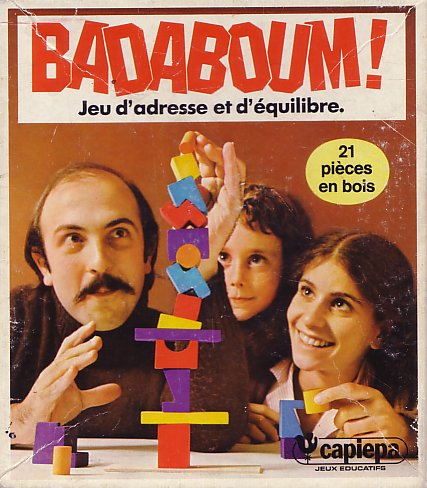 BADABOUM!
Jeu d'adresse et d'équilibre.
21
pièces
en bois
capiepa
JEUX EDUCATIFS